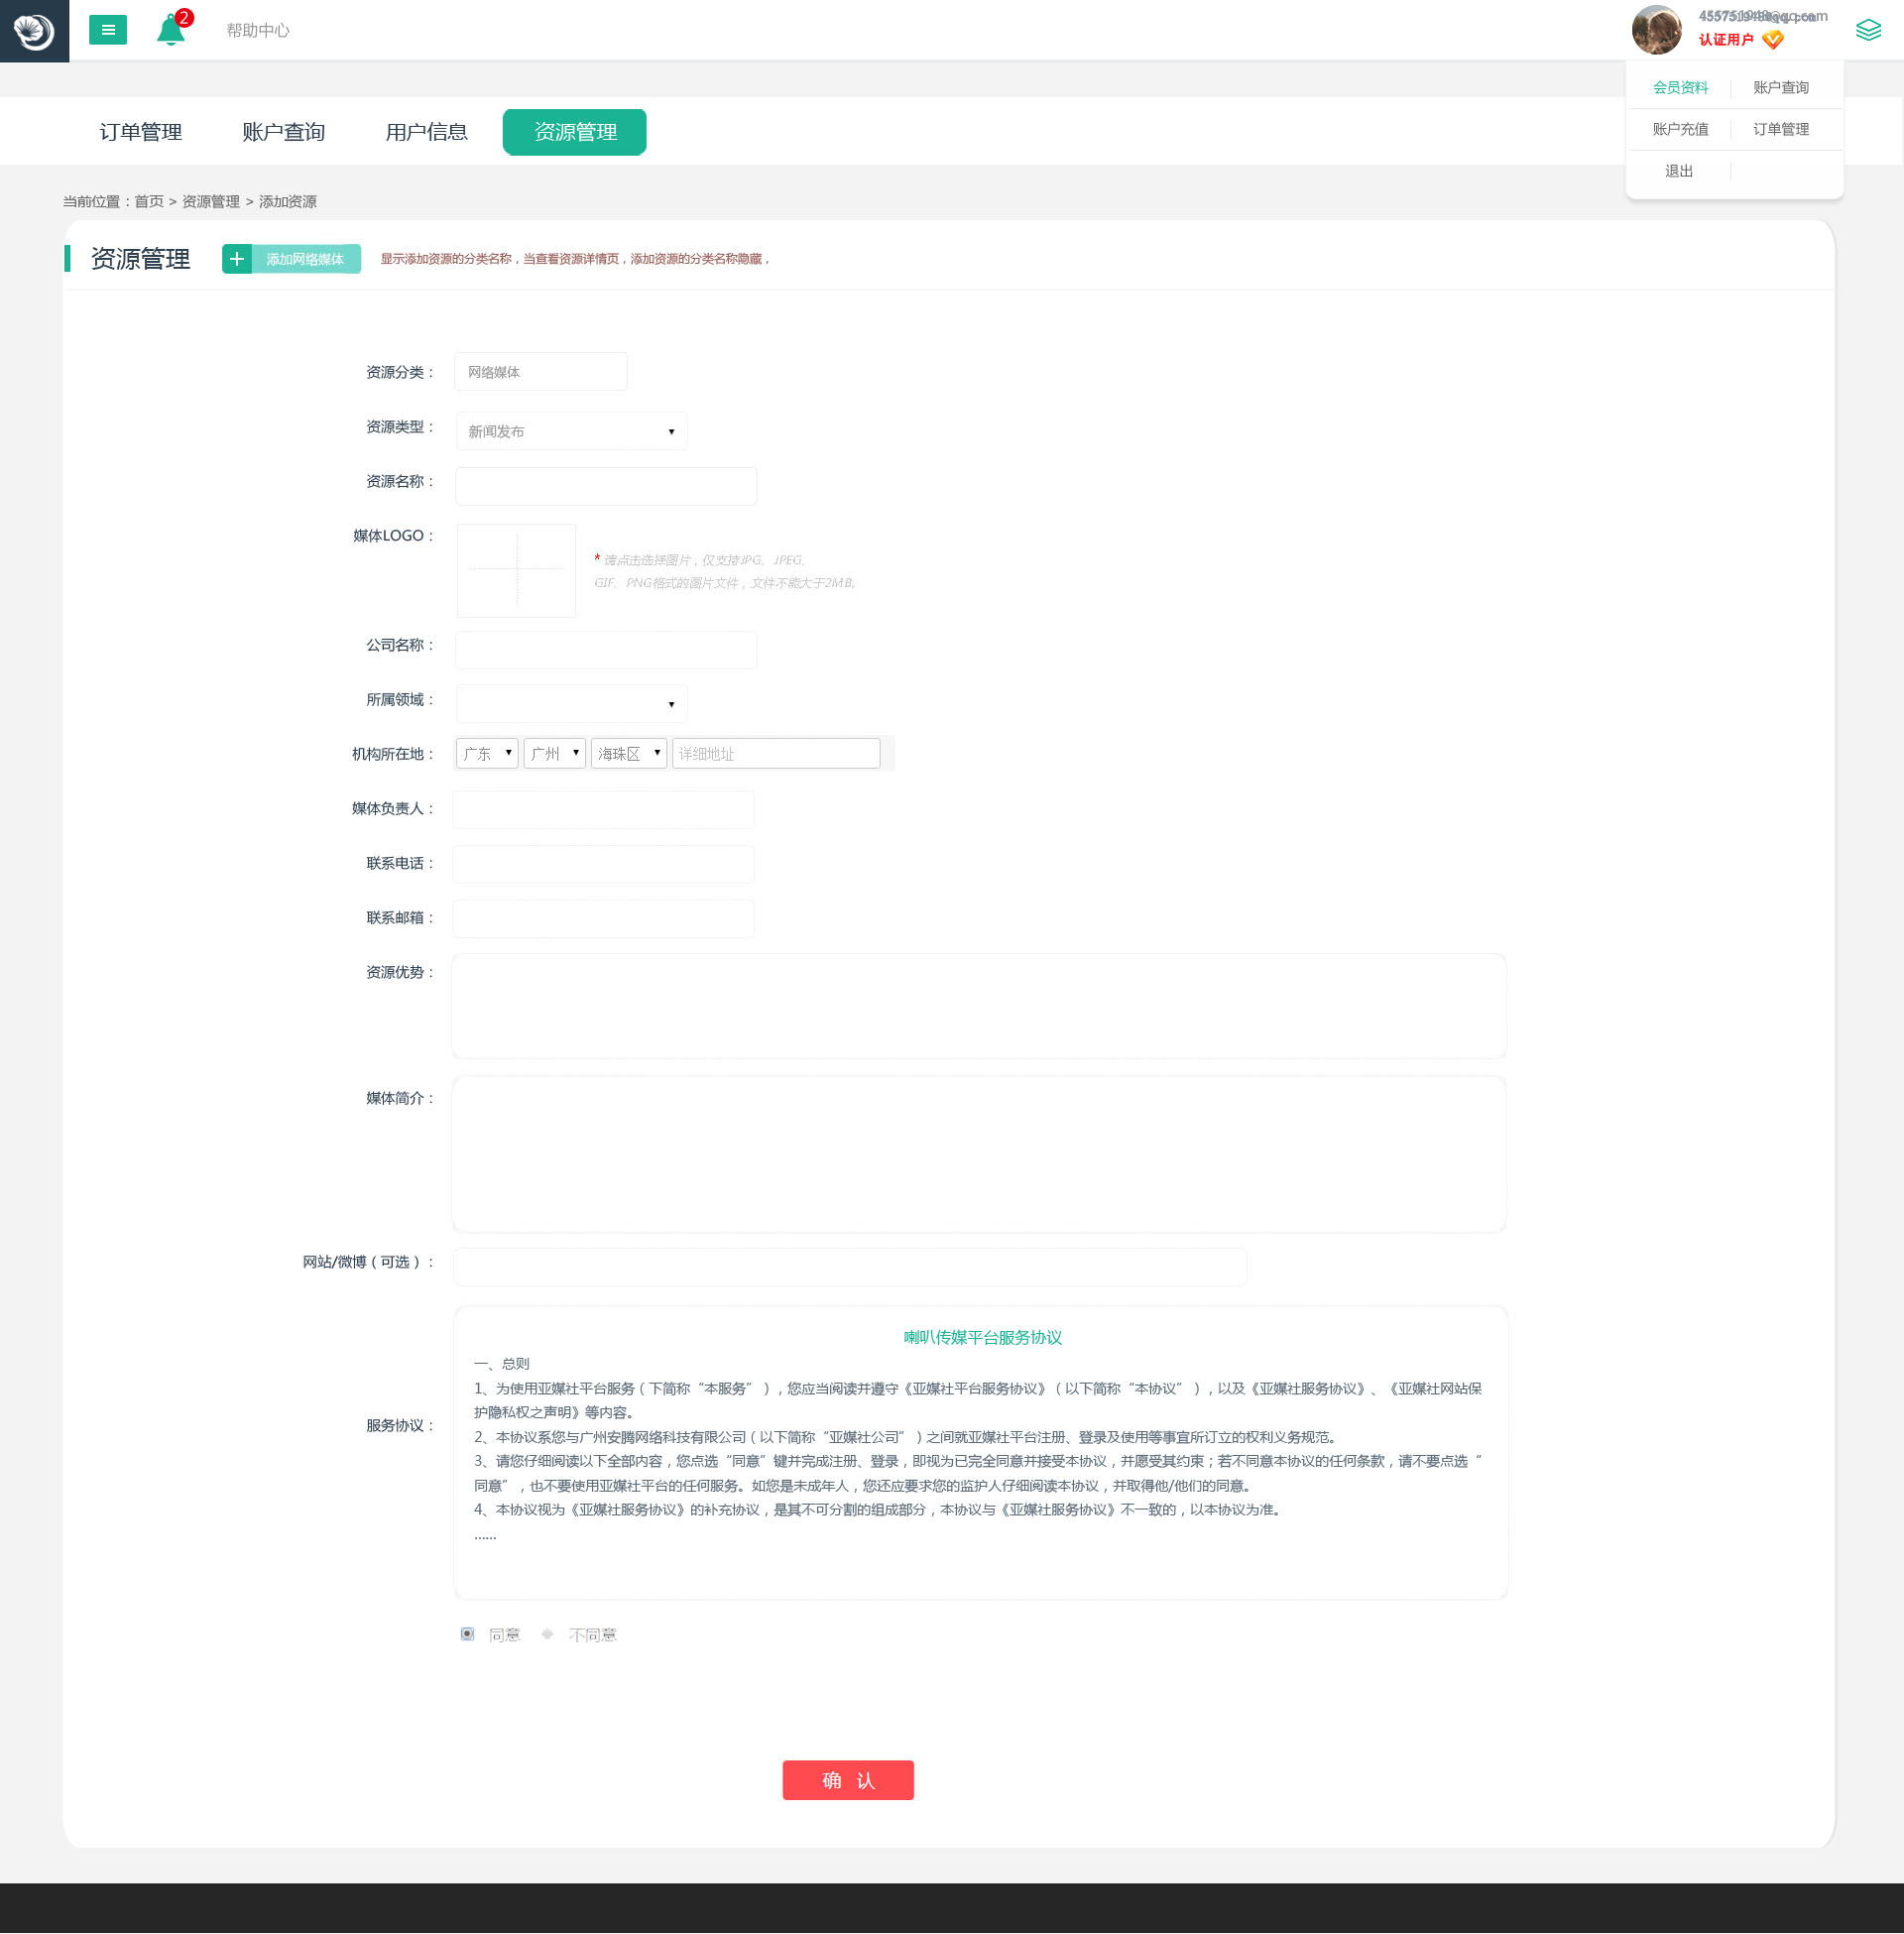 2
帮助中心
认证用户
会员资料 账户查询
账户充值 订单管理
退出
订单管理 账户查询 用户信息 资源管理
当前位置：首页 > 资源管理 > 添加资源
资源管理 添加网络媒体 显示添加资源的分类名称，当查看资源详情页，添加资源的分类名称隐藏，
资源分类： 网络媒体
资源类型： 新闻发布
资源名称：
媒体LOGO：
* 请点击选择图片，仅支持JPG、JPEG、
GIF、PNG格式的图片文件，文件不能大于2MB。
公司名称：
所属领域：
机构所在地： 广东 广州 海珠区 详细地址
媒体负责人：
联系电话：
联系邮箱：
资源优势：
媒体简介：
网站/微博（可选）：
喇叭传媒平台服务协议
一、总则
1、为使用亚媒社平台服务（下简称“本服务”），您应当阅读并遵守《亚媒社平台服务协议》（以下简称“本协议”），以及《亚媒社服务协议》、《亚媒社网站保
护隐私权之声明》等内容。
服务协议：
2、本协议系您与广州安腾网络科技有限公司（以下简称“亚媒社公司”）之间就亚媒社平台注册、登录及使用等事宜所订立的权利义务规范。
3、请您仔细阅读以下全部内容，您点选“同意”键并完成注册、登录，即视为已完全同意并接受本协议，并愿受其约束；若不同意本协议的任何条款，请不要点选“
同意”，也不要使用亚媒社平台的任何服务。如您是未成年人，您还应要求您的监护人仔细阅读本协议，并取得他/他们的同意。
4、本协议视为《亚媒社服务协议》的补充协议，是其不可分割的组成部分，本协议与《亚媒社服务协议》不一致的，以本协议为准。
......
同意 不同意
确 认